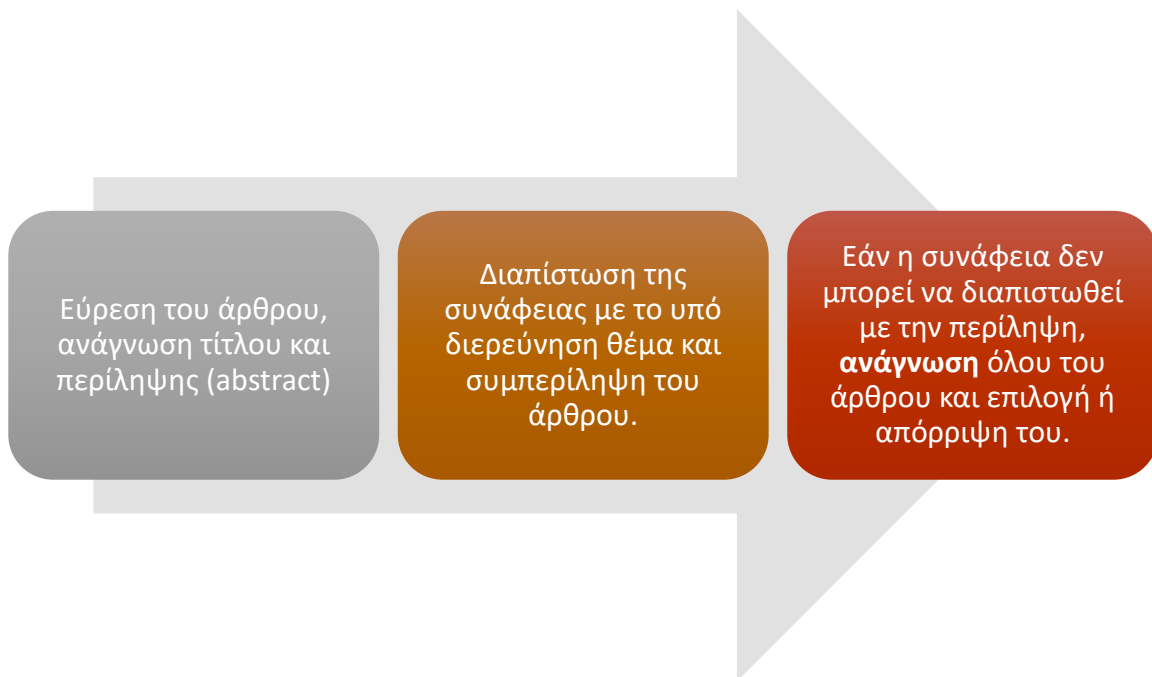 Εύρεση του άρθρου,
ανάγνωση τίτλου και
περίληψης (abstract)
Διαπίστωση της
συνάφειας με το υπό
διερεύνηση θέμα και
συμπερίληψη του
άρθρου.
Εάν η συνάφεια δεν
μπορεί να διαπιστωθεί
με την περίληψη,
ανάγνωση όλου του
άρθρου και επιλογή ή
απόρριψη του.